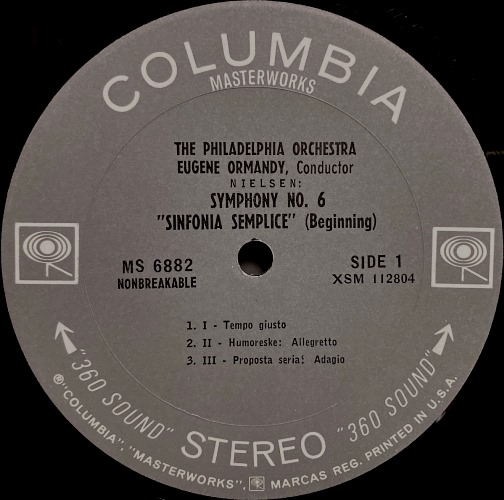 COLUMBIA
MASTERWORKS
THE PHILADELPHIA ORCHESTRA
EUGENE ORMANDY, Conductor
NIELSEN:
SYMPHONY NO. 6
"SINFONIA SEMPLICE" (Beginning)
MS 6882
NONBREAKABLE
SIDE 1
XSM 112804
1. I - Tempo giusto
2. II - Humoreske: Allegretto
3. III - Proposta seria: Adagio
"360 SOUND" STEREO "360 SOUND"
®"COLUMBIA", "MASTERWORKS", MARCAS REG. PRINTED IN U.S.A.